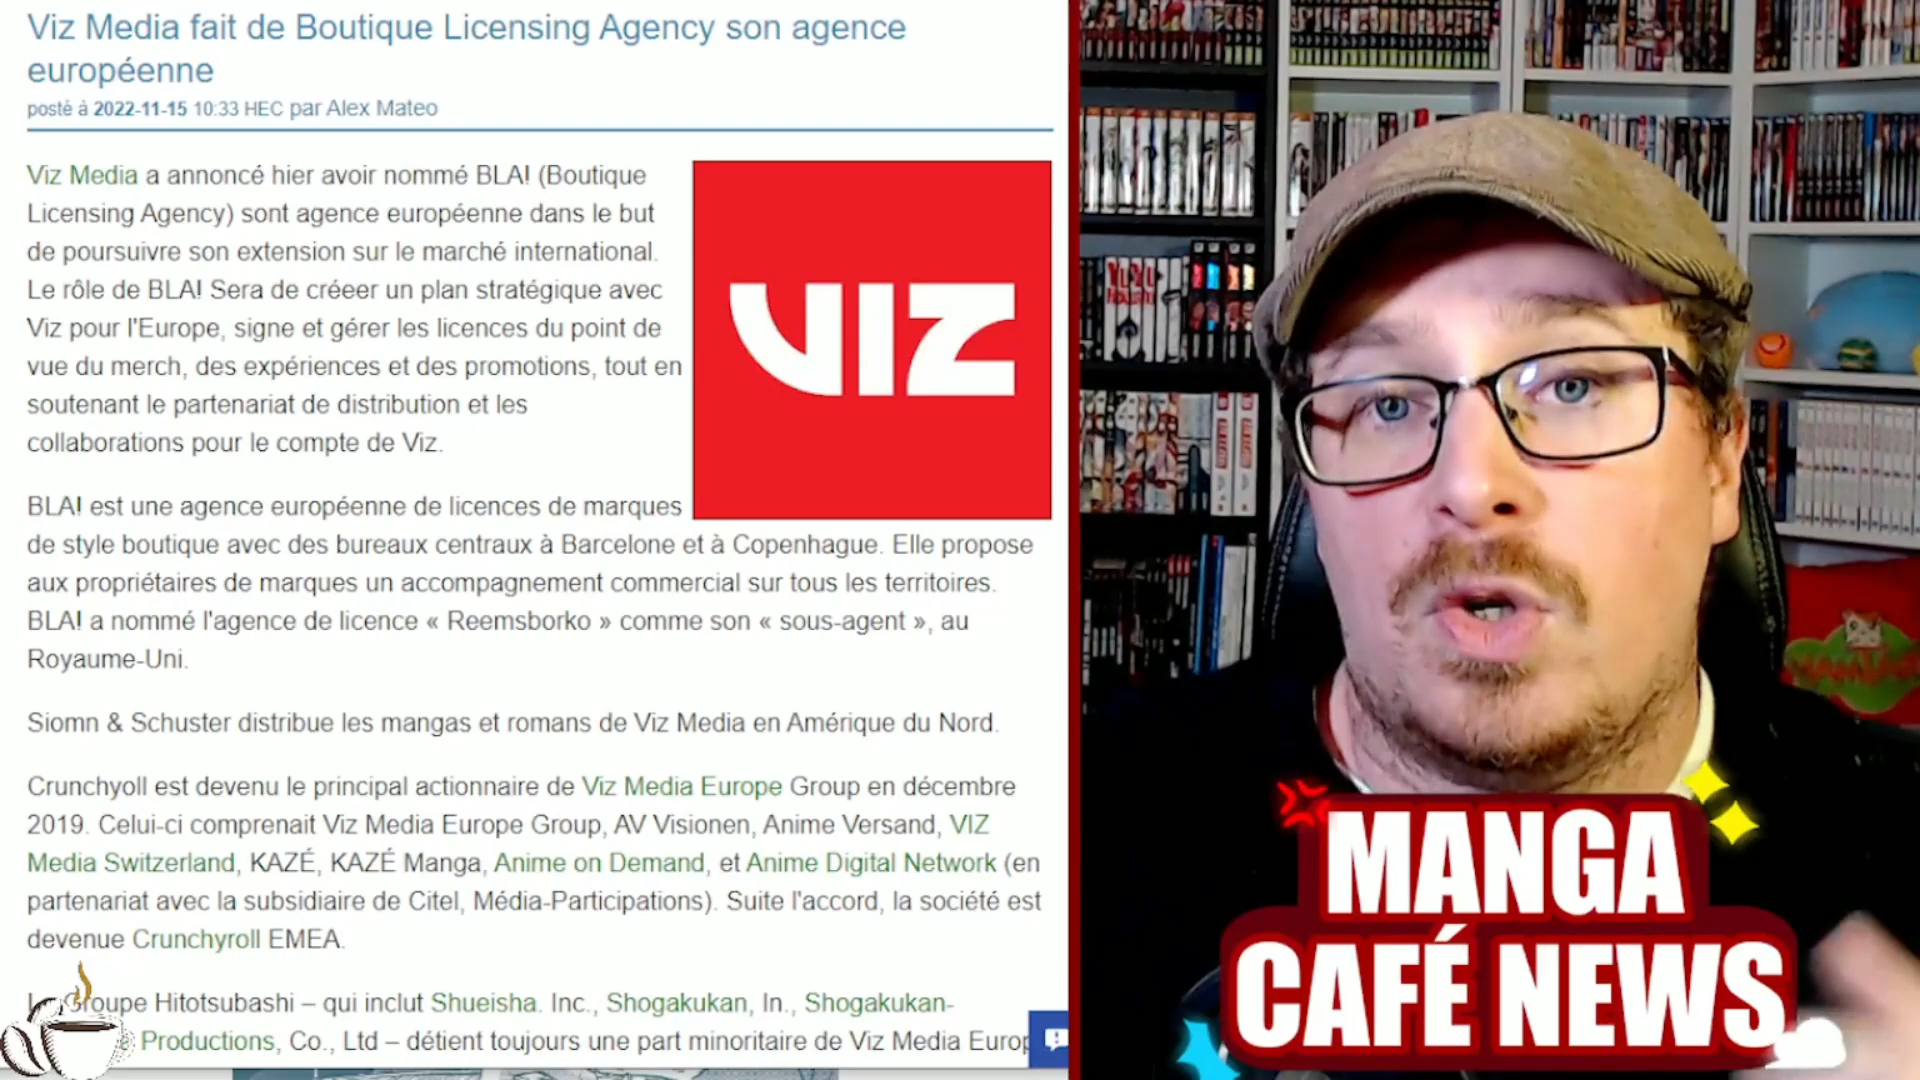 Viz Media fait de Boutique Licensing Agency son agence
européenne
posté à 2022-11-15 10:33 HEC par Alex Mateo
Viz Media a annoncé hier avoir nommé BLA! (Boutique
Licensing Agency) sont agence européenne dans le but
de poursuivre son extension sur le marché international.
Le rôle de BLA! Sera de créeer un plan stratégique avec
Viz pour l'Europe, signe et gérer les licences du point de
vue du merch, des expériences et des promotions, tout en
soutenant le partenariat de distribution et les
collaborations pour le compte de Viz.
VIZ
BLA! est une agence européenne de licences de marques
de style boutique avec des bureaux centraux à Barcelone et à Copenhague. Elle propose
aux propriétaires de marques un accompagnement commercial sur tous les territoires.
BLA! a nommé l'agence de licence « Reemsborko » comme son « sous-agent », au
Royaume-Uni.
Siomn & Schuster distribue les mangas et romans de Viz Media en Amérique du Nord.
Crunchyoll est devenu le principal actionnaire de Viz Media Europe Group en décembre
2019. Celui-ci comprenait Viz Media Europe Group, AV Visionen, Anime Versand, VIZ
Media Switzerland, KAZÉ, KAZÉ Manga, Anime on Demand, et Anime Digital Network (en
partenariat avec la subsidiaire de Citel, Média-Participations). Suite l'accord, la société est
devenue Crunchyroll EMEA.
Groupe Hitotsubashi – qui inclut Shueisha. Inc., Shogakukan, In., Shogakukan-
Productions, Co., Ltd – détient toujours une part minoritaire de Viz Media Europ
MANGA
CAFÉ NEWS